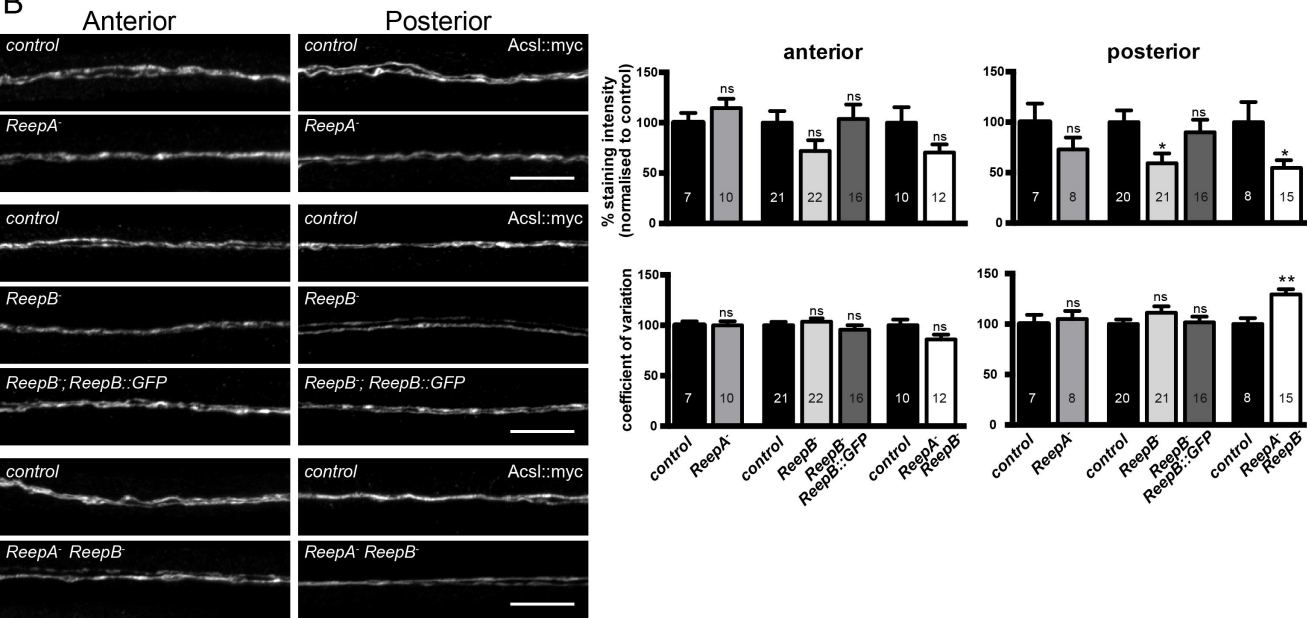 B
Anterior Posterior
control
control Acsl::myc
ReepA-
ReepA-
control
control Acsl::myc
ReepB-
ReepB-
ReepB-; ReepB::GFP
ReepB-; ReepB::GFP
control
control Acsl::myc
ReepA- ReepB-
ReepA- ReepB-
anterior
% staining intensity
(normalised to control)
150
100
50
0
ns
ns
ns
ns
7 10 21 22 16 10 12
posterior
150
100
50
0
ns
*
ns
*
7 8 20 21 16 8 15
coefficient of variation
150
100
50
0
ns
ns
ns
ns
7 10 21 22 16 10 12
control
ReepA-
control
ReepB-
ReepB-
ReepB::GFP
control
ReepA-
ReepB-
150
100
50
0
ns
ns
ns
**
7 8 20 21 16 8 15
control
ReepA-
control
ReepB-
ReepB-
ReepB::GFP
control
ReepA-
ReepB-